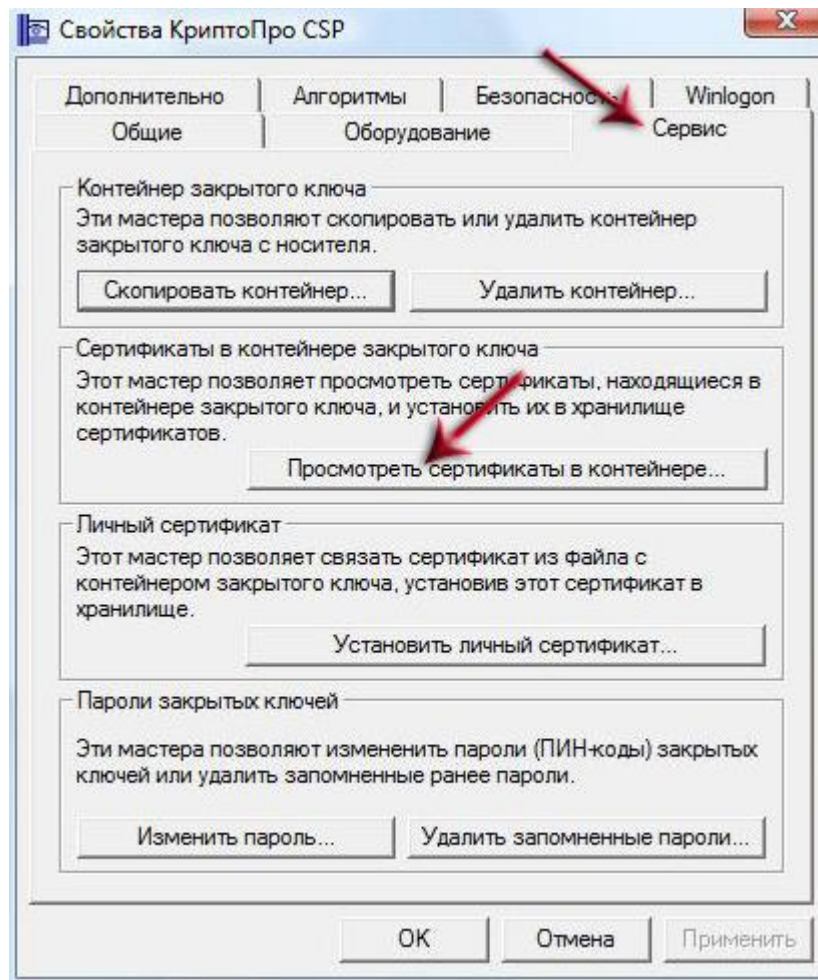 Свойства КриптоПро CSP
Дополнительно Алгоритмы Безопасность Winlogon
Общие Оборудование Сервис
Контейнер закрытого ключа
Эти мастера позволяют скопировать или удалить контейнер
закрытого ключа с носителя.
Скопировать контейнер... Удалить контейнер...
Сертификаты в контейнере закрытого ключа
Этот мастер позволяет просмотреть сертификаты, находящиеся в
контейнере закрытого ключа, и установить их в хранилище
сертификатов.
Просмотреть сертификаты в контейнере...
Личный сертификат
Этот мастер позволяет связать сертификат из файла с
контейнером закрытого ключа, установив этот сертификат в
хранилище.
Установить личный сертификат...
Пароли закрытых ключей
Эти мастера позволяют измененить пароли (ПИН-коды) закрытых
ключей или удалить запомненные ранее пароли.
Изменить пароль... Удалить запомненные пароли...
ОК Отмена Применить